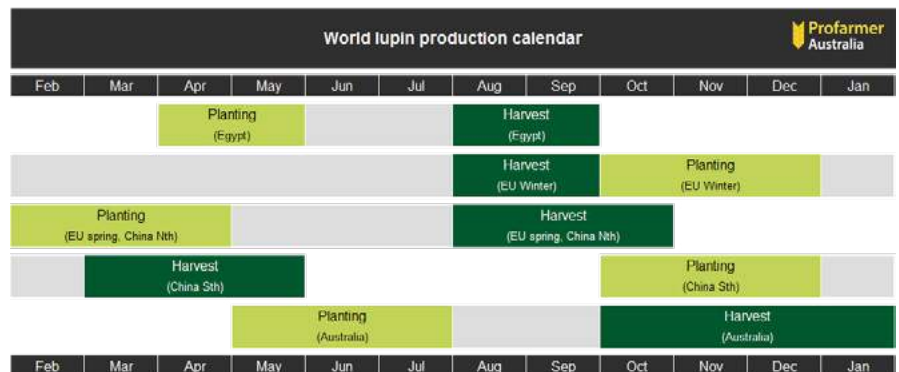 World lupin production calendar
Profarmer
Australia
Feb Mar Apr May Jun Jul Aug Sep Oct Nov Dec Jan
Planting Harvest
(Egypt) (Egypt)
Harvest Planting
(EU Winter) (EU Winter)
Planting Harvest
(EU spring, China Nth) (EU spring, China Nth)
Harvest Planting
(China Sth) (China Sth)
Planting Harvest
(Australia) (Australia)
Feb Mar Apr May Jun Jul Aug Sep Oct Nov Dec Jan